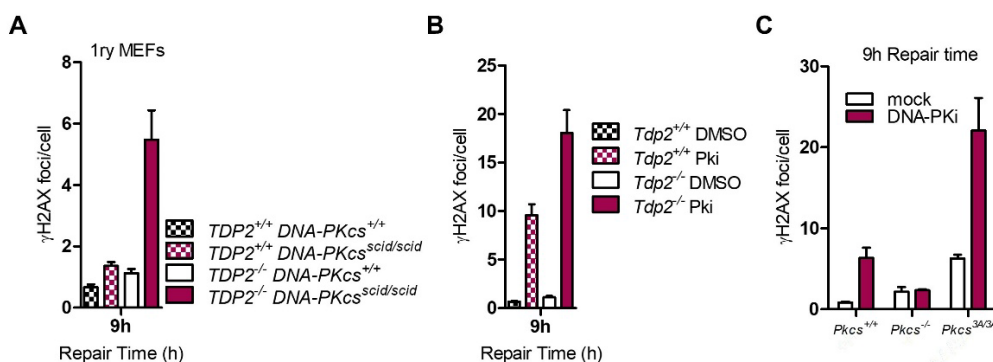 A
1ry MEFs
γH2AX foci/cell
8
6
4
2
0
9h
Repair Time (h)
TDP2+/+ DNA-PKcs+/+
TDP2+/+ DNA-PKcsscid/scid
TDP2-/- DNA-PKcs+/+
TDP2-/- DNA-PKcsscid/scid
B
γH2AX foci/cell
25
20
15
10
5
0
9h
Repair Time (h)
Tdp2+/+ DMSO
Tdp2+/+ Pki
Tdp2-/- DMSO
Tdp2-/- Pki
C
9h Repair time
γH2AX foci/cell
30
20
10
0
mock
DNA-PKi
Pkcs+/+
Pkcs-/-
Pkcs3A/3A